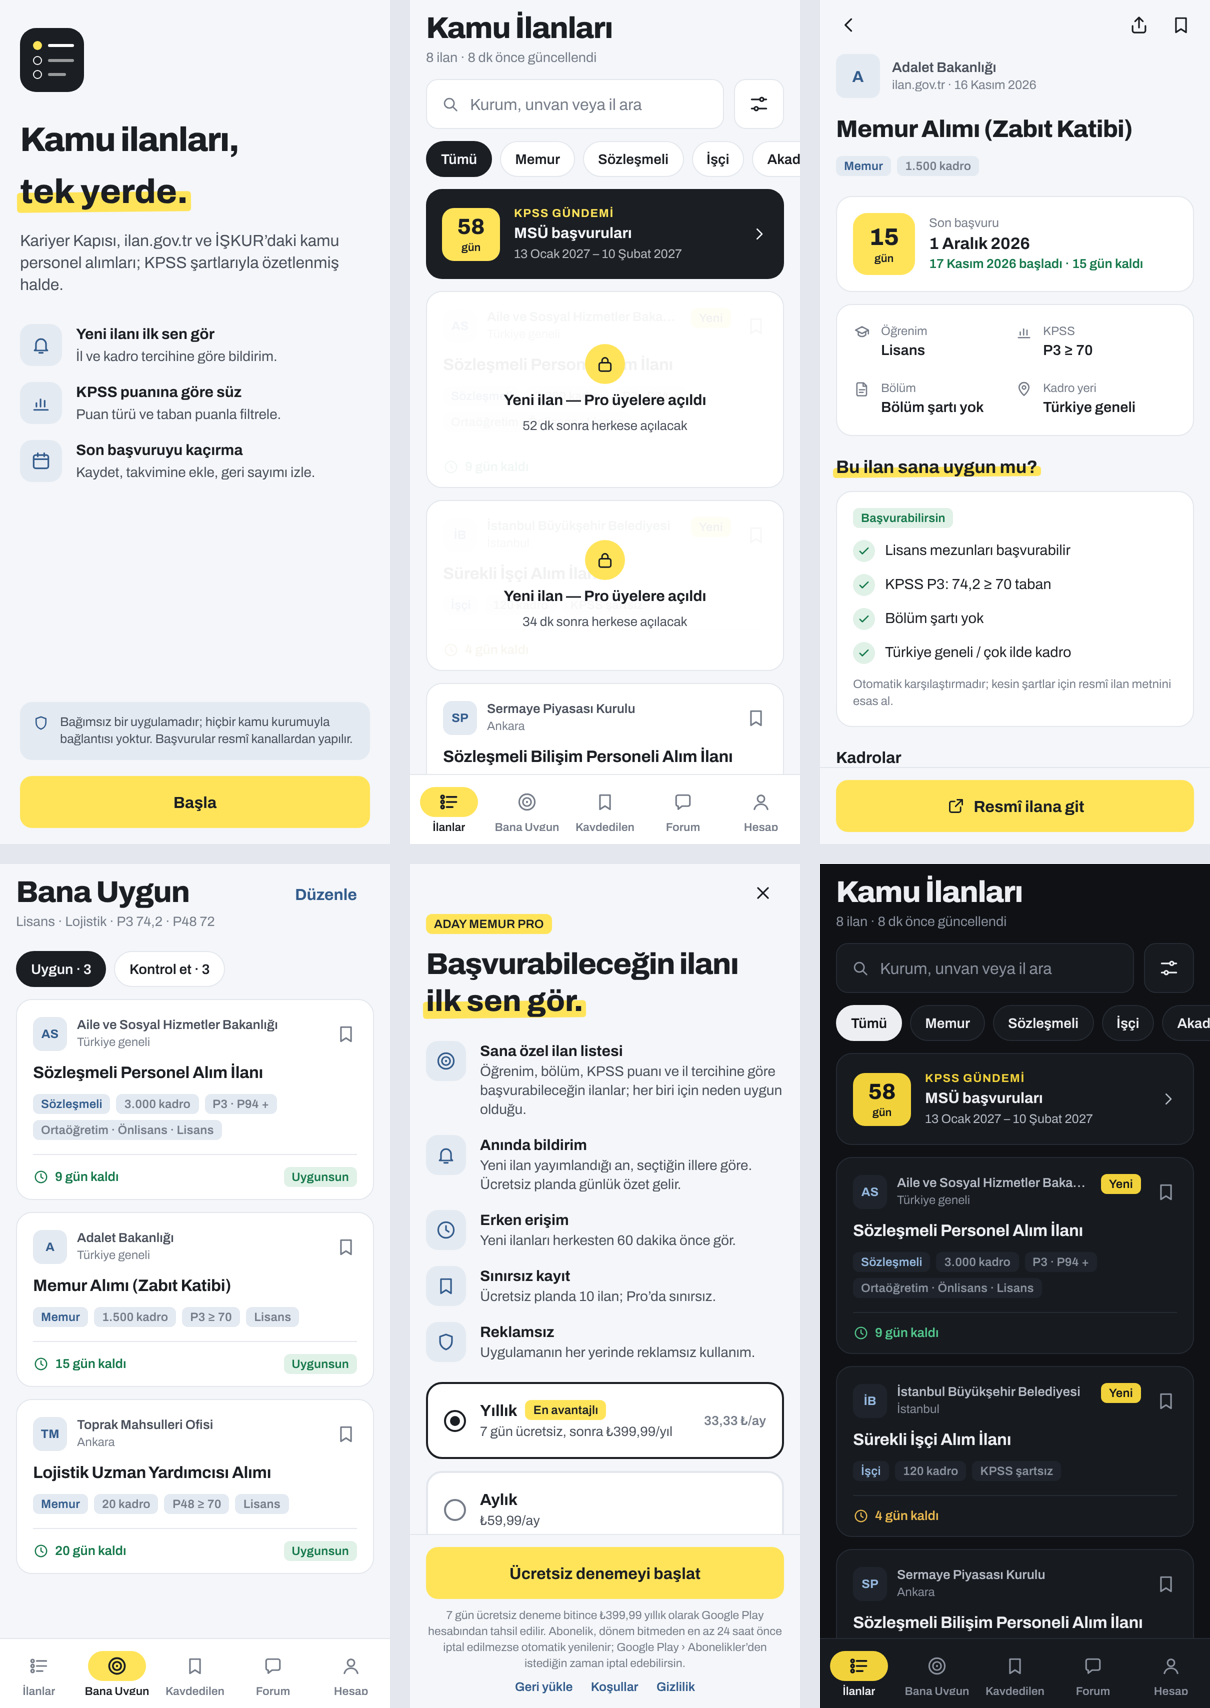 Kamu ilanları,
tek yerde.
Kariyer Kapısı, ilan.gov.tr ve İŞKUR'daki kamu
personel alımları; KPSS şartlarıyla özetlenmiş
halde.
Yeni ilanı ilk sen gör
İl ve kadro tercihine göre bildirim.
KPSS puanına göre süz
Puan türü ve taban puanla filtrele.
Son başvuruyu kaçırma
Kaydet, takvimine ekle, geri sayımı izle.
Bağımsız bir uygulamadır; hiçbir kamu kurumuyla
bağlantısı yoktur. Başvurular resmî kanallardan yapılır.
Başla
Kamu İlanları
8 ilan · 8 dk önce güncellendi
Kurum, unvan veya il ara
Tümü
Memur
Sözleşmeli
İşçi
Akad
58
gün
KPSS GÜNDEMİ
MSÜ başvuruları
13 Ocak 2027 – 10 Şubat 2027
AS
Aile ve Sosyal Hizmetler Baka...
Yeni
Türkiye geneli
Yeni ilan — Pro üyelere açıldı
52 dk sonra herkese açılacak
9 gün kaldı
İB
İstanbul Büyükşehir Belediyesi
Yeni
İstanbul
Yeni ilan — Pro üyelere açıldı
34 dk sonra herkese açılacak
4 gün kaldı
SP
Sermaye Piyasası Kurulu
Ankara
Sözleşmeli Bilişim Personeli Alım İlanı
İlanlar
Bana Uygun
Kaydedilen
Forum
Hesap
A
Adalet Bakanlığı
ilan.gov.tr · 16 Kasım 2026
Memur Alımı (Zabıt Katibi)
Memur
1.500 kadro
15
gün
Son başvuru
1 Aralık 2026
17 Kasım 2026 başladı · 15 gün kaldı
Öğrenim
Lisans
KPSS
P3 ≥ 70
Bölüm
Bölüm şartı yok
Kadro yeri
Türkiye geneli
Bu ilan sana uygun mu?
Başvurabilirsin
Lisans mezunları başvurabilir
KPSS P3: 74,2 ≥ 70 taban
Bölüm şartı yok
Türkiye geneli / çok ilde kadro
Otomatik karşılaştırmadır; kesin şartlar için resmî ilan metnini
esas al.
Kadrolar
Resmî ilana git
Bana Uygun
Düzenle
Lisans · Lojistik · P3 74,2 · P48 72
Uygun · 3
Kontrol et · 3
AS
Aile ve Sosyal Hizmetler Bakanlığı
Türkiye geneli
Sözleşmeli Personel Alım İlanı
Sözleşmeli
3.000 kadro
P3 · P94 +
Ortaöğretim · Önlisans · Lisans
9 gün kaldı
Uygunsun
A
Adalet Bakanlığı
Türkiye geneli
Memur Alımı (Zabıt Katibi)
Memur
1.500 kadro
P3 ≥ 70
Lisans
15 gün kaldı
Uygunsun
TM
Toprak Mahsulleri Ofisi
Ankara
Lojistik Uzman Yardımcısı Alımı
Memur
20 kadro
P48 ≥ 70
Lisans
20 gün kaldı
Uygunsun
İlanlar
Bana Uygun
Kaydedilen
Forum
Hesap
ADAY MEMUR PRO
Başvurabileceğin ilanı
ilk sen gör.
Sana özel ilan listesi
Öğrenim, bölüm, KPSS puanı ve il tercihine göre
başvurabileceğin ilanlar; her biri için neden uygun
olduğu.
Anında bildirim
Yeni ilan yayımlandığı an, seçtiğin illere göre.
Ücretsiz planda günlük özet gelir.
Erken erişim
Yeni ilanları herkesten 60 dakika önce gör.
Sınırsız kayıt
Ücretsiz planda 10 ilan; Pro'da sınırsız.
Reklamsız
Uygulamanın her yerinde reklamsız kullanım.
Yıllık
En avantajlı
7 gün ücretsiz, sonra ₺399,99/yıl
33,33 ₺/ay
Aylık
₺59,99/ay
Ücretsiz denemeyi başlat
7 gün ücretsiz deneme bitince ₺399,99 yıllık olarak Google Play
hesabından tahsil edilir. Abonelik, dönem bitmeden en az 24 saat önce
iptal edilmezse otomatik yenilenir; Google Play › Abonelikler'den
istediğin zaman iptal edebilirsin.
Geri yükle
Koşullar
Gizlilik
Kamu İlanları
8 ilan · 8 dk önce güncellendi
Kurum, unvan veya il ara
Tümü
Memur
Sözleşmeli
İşçi
Akad
58
gün
KPSS GÜNDEMİ
MSÜ başvuruları
13 Ocak 2027 – 10 Şubat 2027
AS
Aile ve Sosyal Hizmetler Baka...
Yeni
Türkiye geneli
Sözleşmeli Personel Alım İlanı
Sözleşmeli
3.000 kadro
P3 · P94 +
Ortaöğretim · Önlisans · Lisans
9 gün kaldı
İB
İstanbul Büyükşehir Belediyesi
Yeni
İstanbul
Sürekli İşçi Alım İlanı
İşçi
120 kadro
KPSS şartsız
4 gün kaldı
SP
Sermaye Piyasası Kurulu
Ankara
Sözleşmeli Bilişim Personeli Alım İlanı
İlanlar
Bana Uygun
Kaydedilen
Forum
Hesap